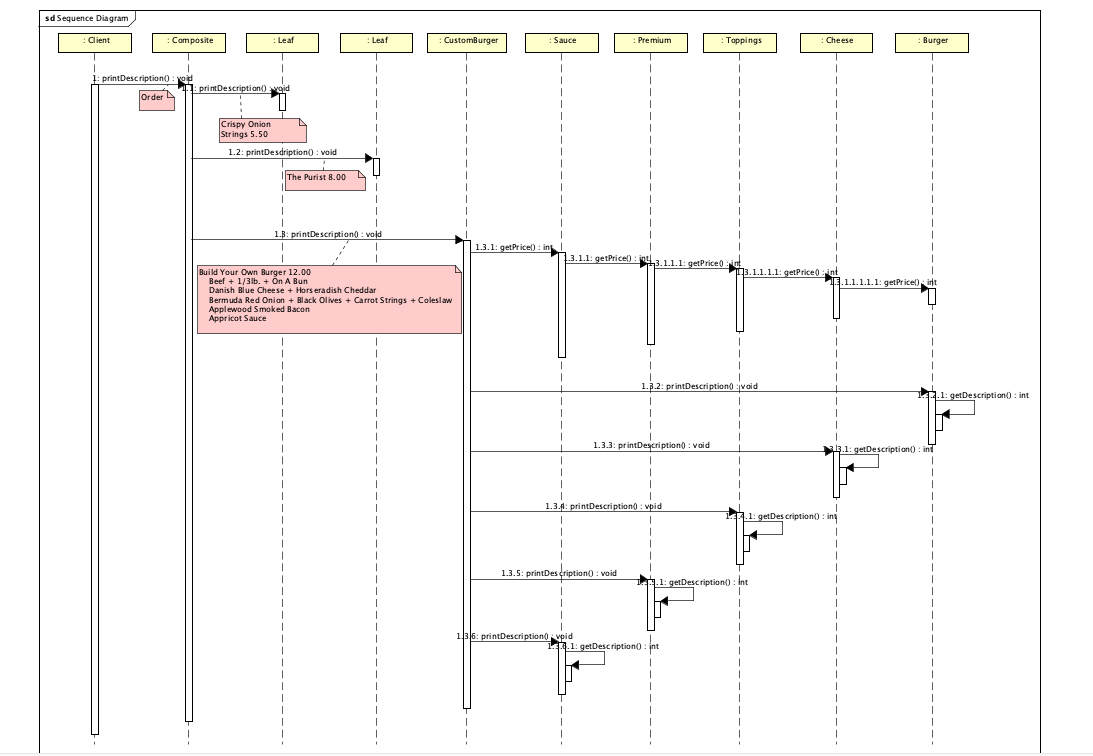 sd Sequence Diagram
: Client
: Composite
: Leaf
: Leaf
: CustomBurger
: Sauce
: Premium
: Toppings
: Cheese
: Burger
1: printDescription() : void
1.1: printDescription() : void
Order
Crispy Onion
Strings 5.50
1.2: printDescription() : void
The Purist 8.00
1.3: printDescription() : void
1.3.1: getPrice() : int
1.3.1.1: getPrice() : int
1.3.1.1.1: getPrice() : int
1.3.1.1.1.1: getPrice() : int
1.3.1.1.1.1.1: getPrice() : int
Build Your Own Burger 12.00
Beef + 1/3lb. + On A Bun
Danish Blue Cheese + Horseradish Cheddar
Bermuda Red Onion + Black Olives + Carrot Strings + Coleslaw
Applewood Smoked Bacon
Appricot Sauce
1.3.2: printDescription() : void
1.3.2.1: getDescription() : int
1.3.3: printDescription() : void
1.3.3.1: getDescription() : int
1.3.4: printDescription() : void
1.3.4.1: getDescription() : int
1.3.5: printDescription() : void
1.3.5.1: getDescription() : int
1.3.6: printDescription() : void
1.3.6.1: getDescription() : int